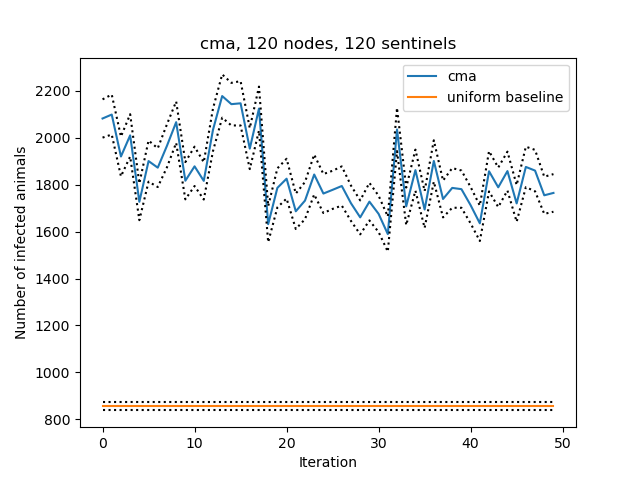 cma, 120 nodes, 120 sentinels
cma
uniform baseline
Number of infected animals
2200
2000
1800
1600
1400
1200
1000
800
0 10 20 30 40 50
Iteration